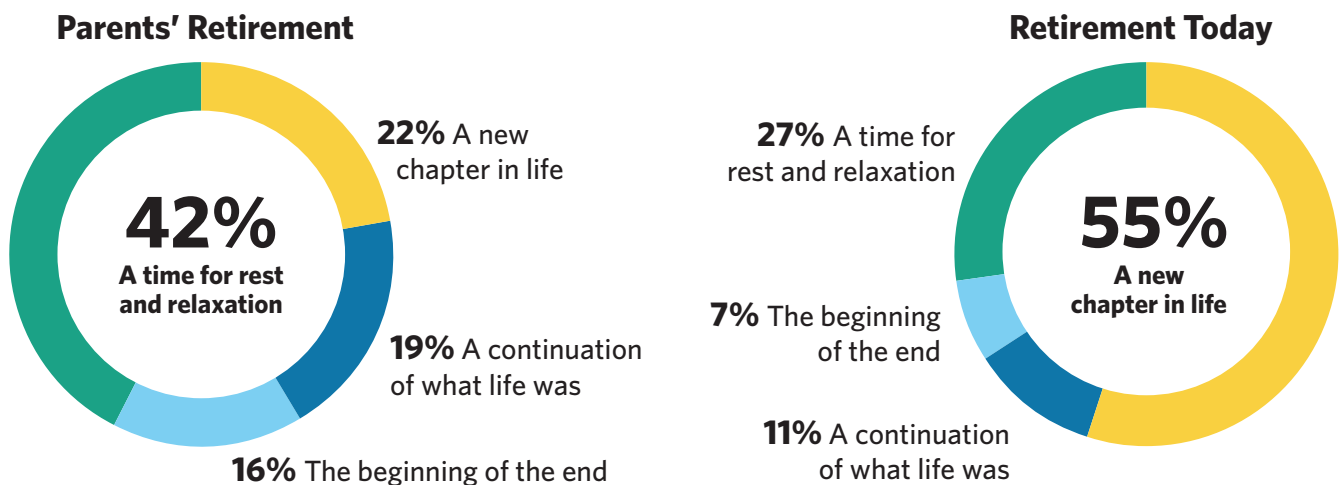 Parents’ Retirement
22% A new
chapter in life
42%
A time for rest
and relaxation
19% A continuation
of what life was
16% The beginning of the end
Retirement Today
27% A time for
rest and relaxation
55%
A new
chapter in life
7% The beginning
of the end
11% A continuation
of what life was